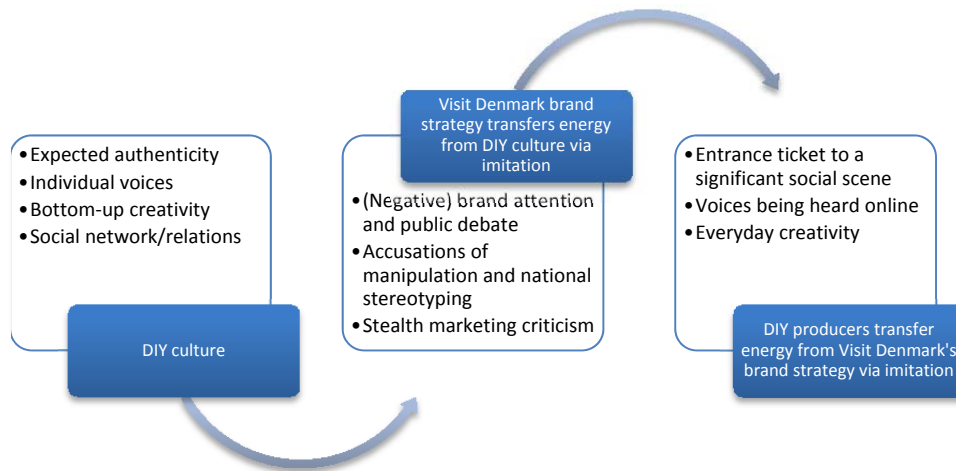 •Expected authenticity
•Individual voices
•Bottom-up creativity
•Social network/relations
DIY culture
Visit Denmark brand
strategy transfers energy
from DIY culture via
imitation
•(Negative) brand attention
and public debate
•Accusations of
manipulation and national
stereotyping
•Stealth marketing criticism
•Entrance ticket to a
significant social scene
•Voices being heard online
•Everyday creativity
DIY producers transfer
energy from Visit Denmark's
brand strategy via imitation